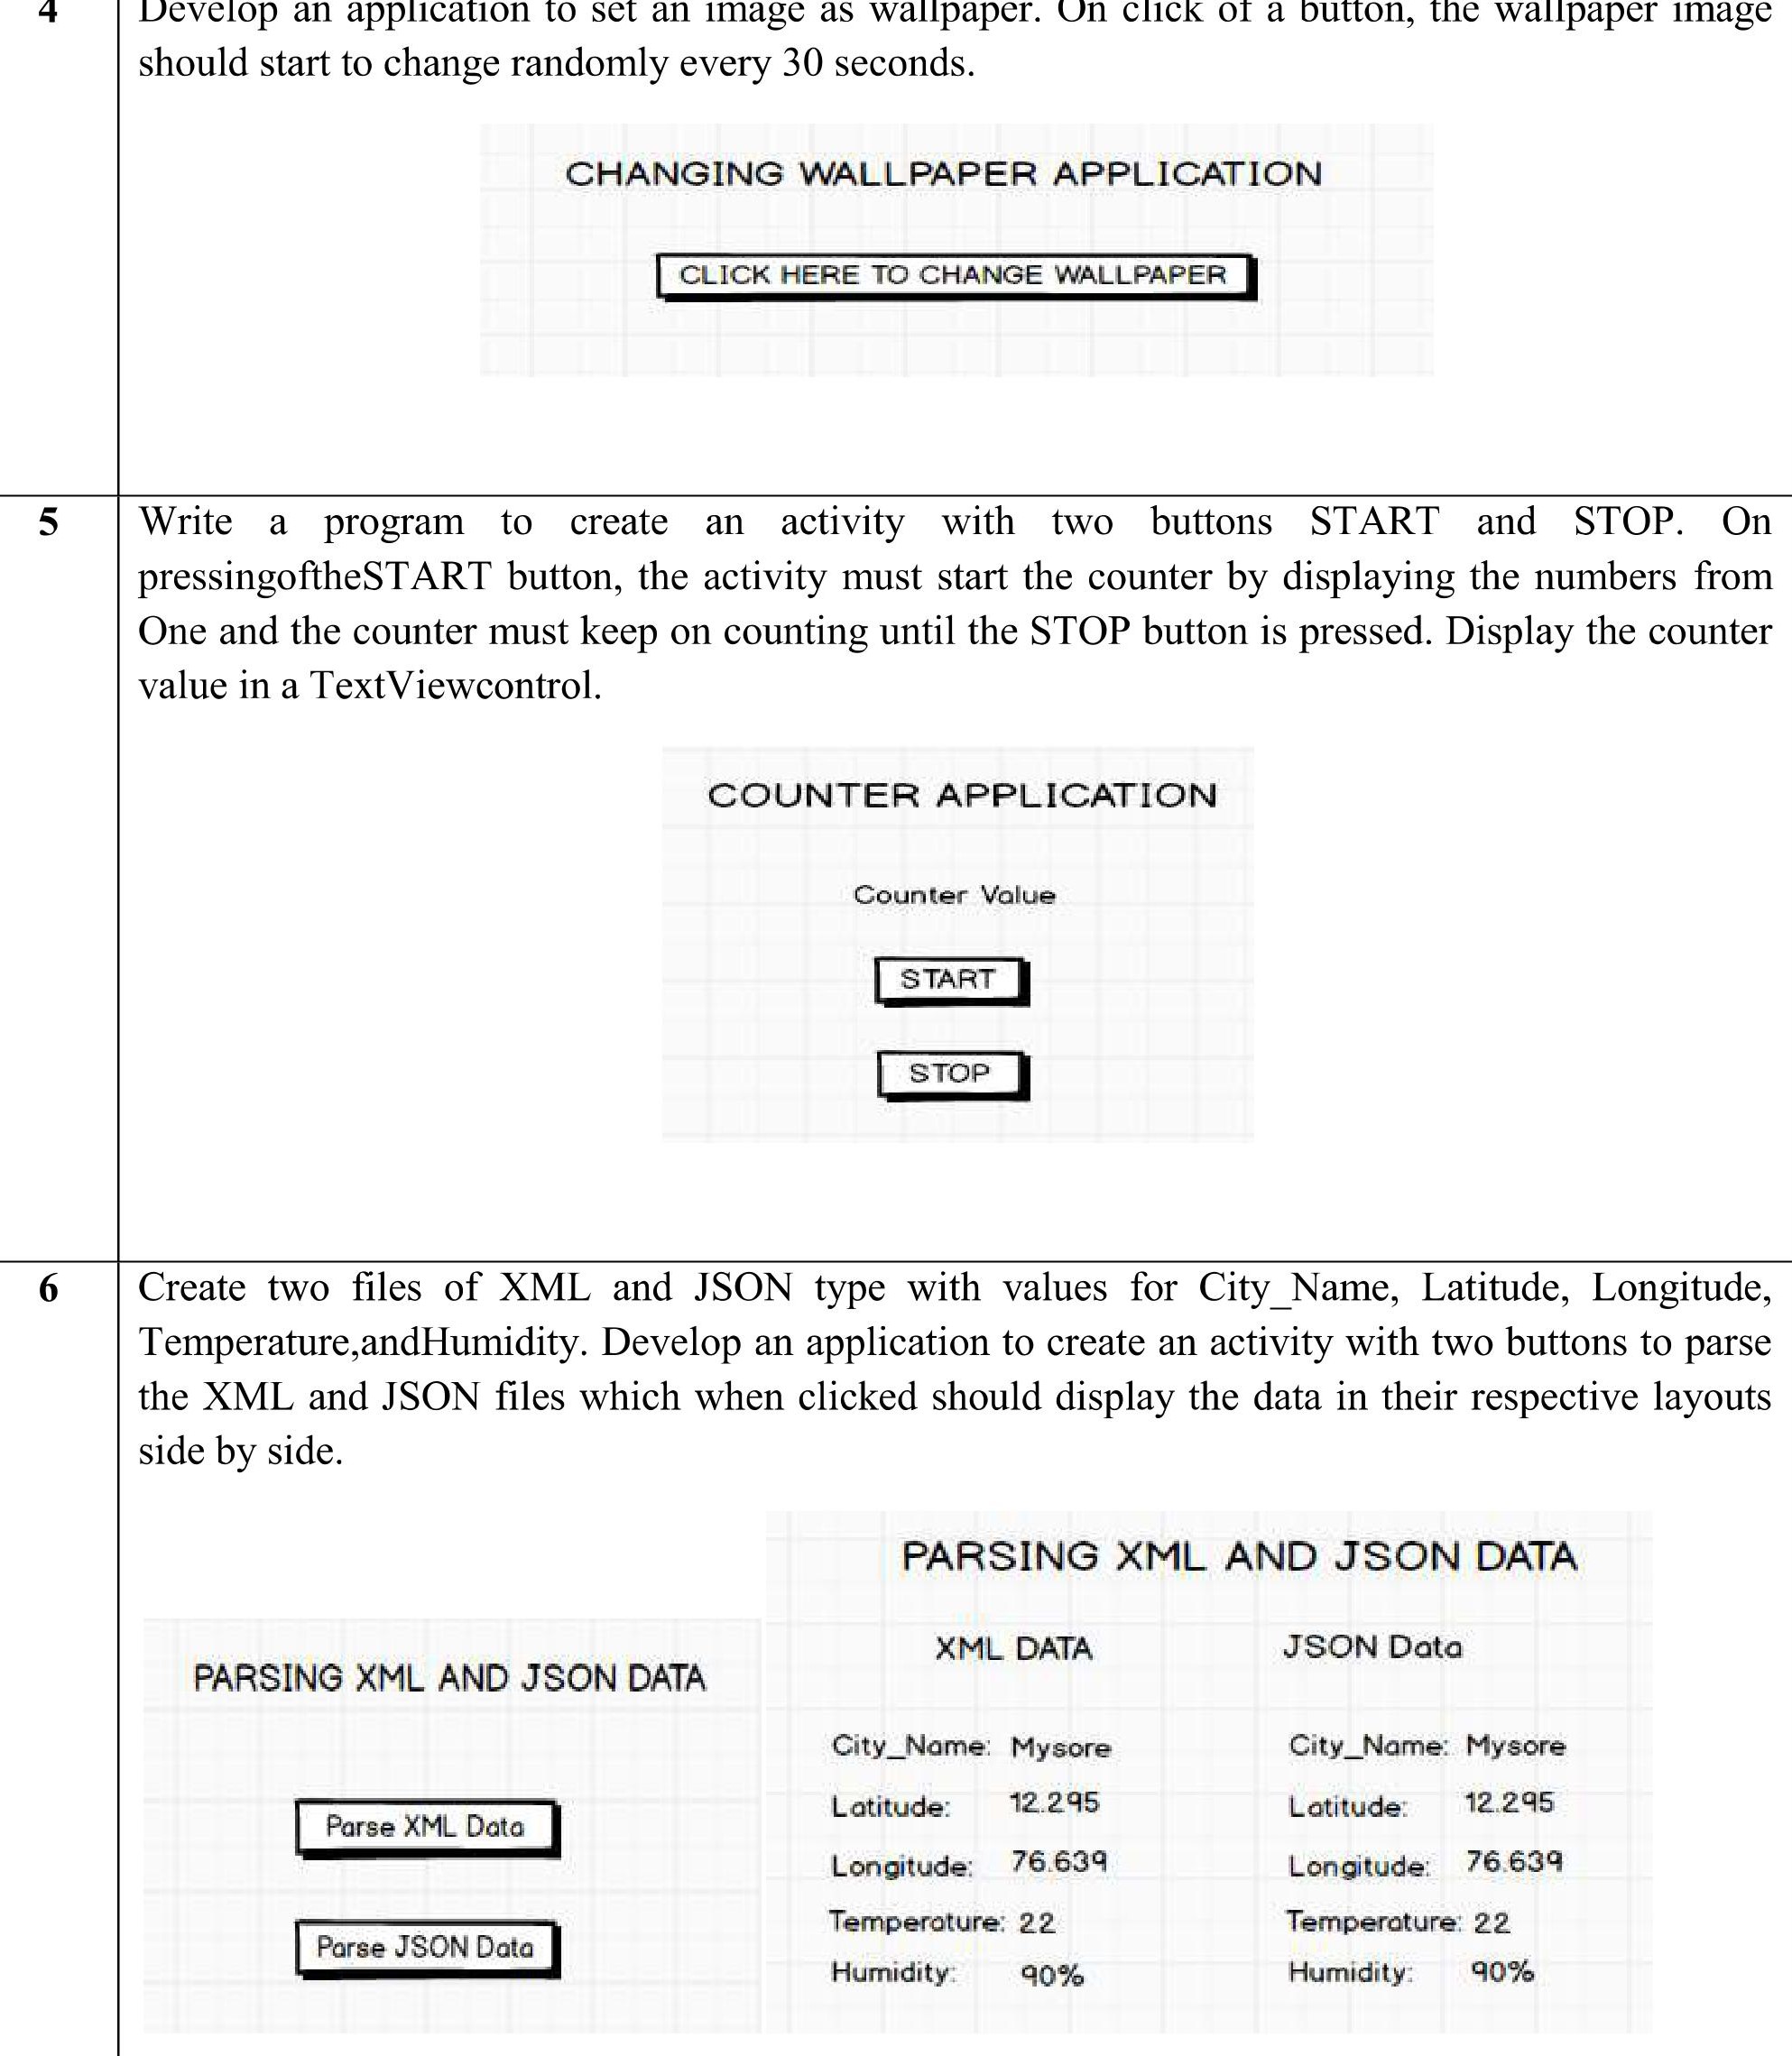 4 Develop an application to set an image as wallpaper. On click of a button, the wallpaper image
should start to change randomly every 30 seconds.
CHANGING WALLPAPER APPLICATION
CLICK HERE TO CHANGE WALLPAPER
5 Write a program to create an activity with two buttons START and STOP. On
pressingoftheSTART button, the activity must start the counter by displaying the numbers from
One and the counter must keep on counting until the STOP button is pressed. Display the counter
value in a TextViewcontrol.
COUNTER APPLICATION
Counter Value
START
STOP
6 Create two files of XML and JSON type with values for City_Name, Latitude, Longitude,
Temperature,andHumidity. Develop an application to create an activity with two buttons to parse
the XML and JSON files which when clicked should display the data in their respective layouts
side by side.
PARSING XML AND JSON DATA
Parse XML Data
Parse JSON Data
PARSING XML AND JSON DATA
XML DATA JSON Data
City_Name: Mysore City_Name: Mysore
Latitude: 12.295 Latitude: 12.295
Longitude: 76.639 Longitude: 76.639
Temperature: 22 Temperature: 22
Humidity: 90% Humidity: 90%